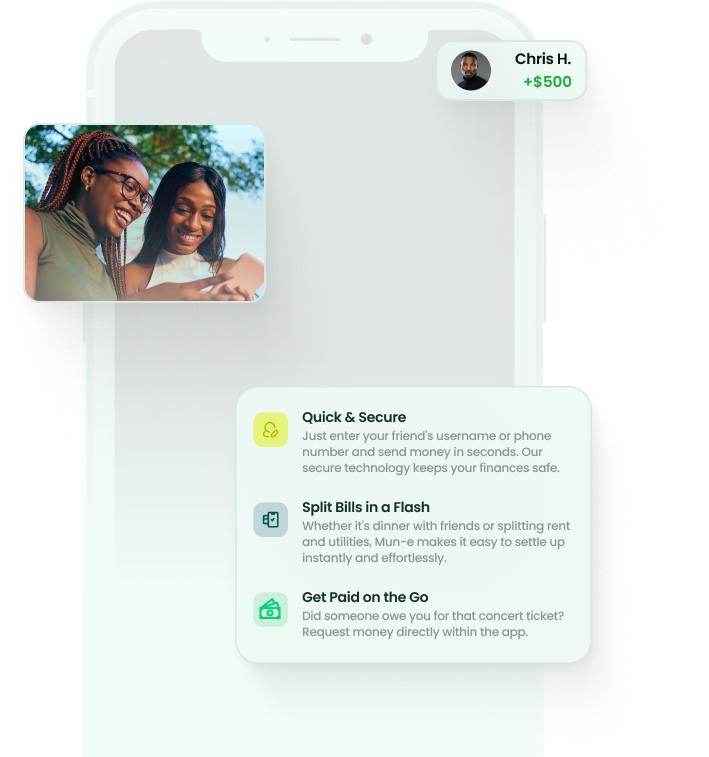 Chris H.
+$500
Quick & Secure
Just enter your friend's username or phone
number and send money in seconds. Our
secure technology keeps your finances safe.
Split Bills in a Flash
Whether it's dinner with friends or splitting rent
and utilities, Mun-e makes it easy to settle up
instantly and effortlessly.
Get Paid on the Go
Did someone owe you for that concert ticket?
Request money directly within the app.